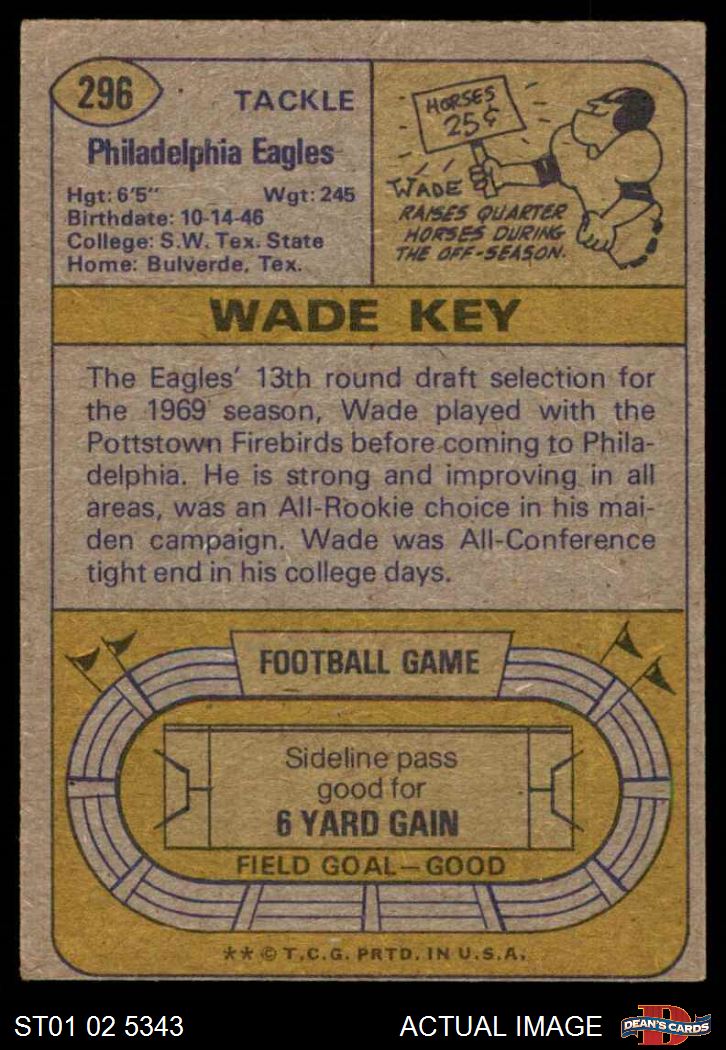 296
TACKLE
Philadelphia Eagles
Hgt: 6'5" Wgt: 245
Birthdate: 10-14-46
College: S.W. Tex. State
Home: Bulverde, Tex.
HORSES
25¢
WADE
RAISES QUARTER
HORSES DURING
THE OFF-SEASON.
WADE KEY
The Eagles' 13th round draft selection for
the 1969 season, Wade played with the
Pottstown Firebirds before coming to Phila-
delphia. He is strong and improving in all
areas, was an All-Rookie choice in his mai-
den campaign. Wade was All-Conference
tight end in his college days.
FOOTBALL GAME
Sideline pass
good for
6 YARD GAIN
FIELD GOAL—GOOD
** © T.C.G. PRTD. IN U.S.A.
ST01 02 5343
ACTUAL IMAGE
D
DEAN'S CARDS